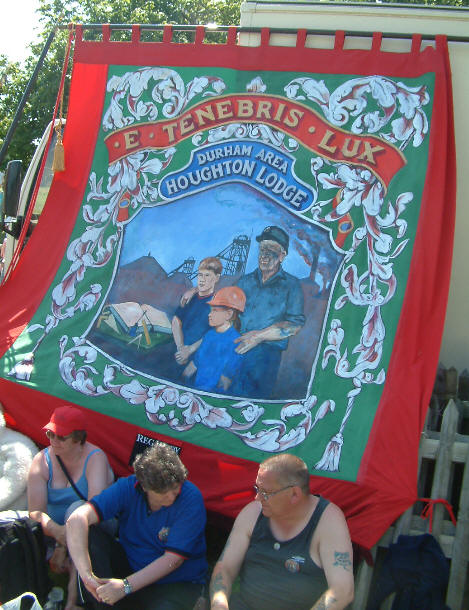 · E · TENEBRIS · LUX ·
DURHAM AREA
HOUGHTON LODGE